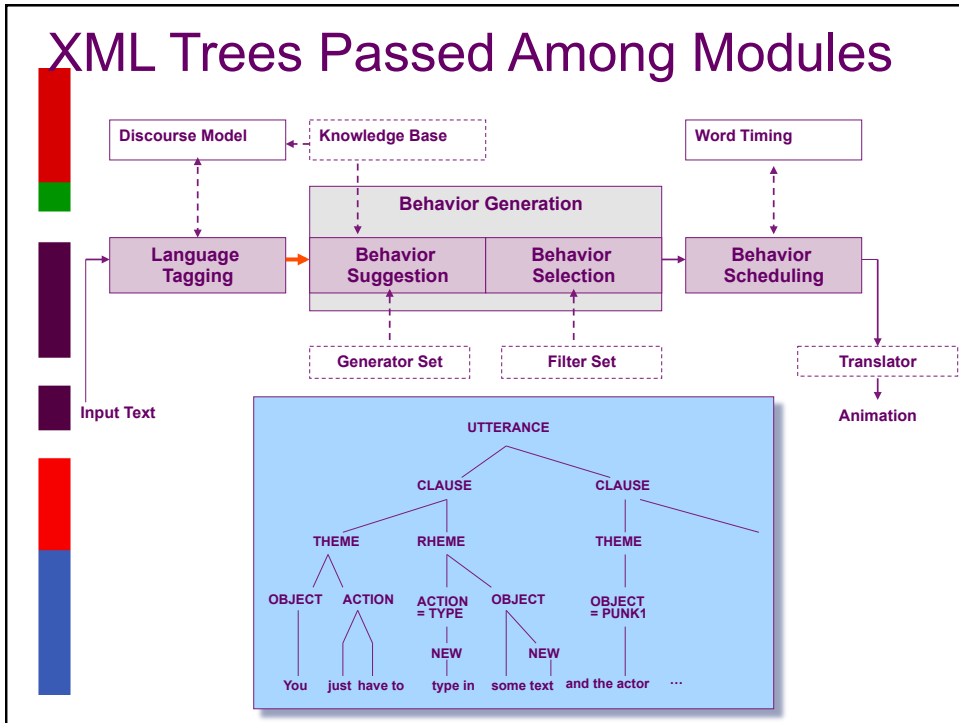 XML Trees Passed Among Modules
Discourse Model
Knowledge Base
Word Timing
Behavior Generation
Language
Tagging
Behavior
Suggestion
Behavior
Selection
Behavior
Scheduling
Generator Set
Filter Set
Translator
Input Text
Animation
UTTERANCE
CLAUSE CLAUSE
THEME RHEME THEME
OBJECT ACTION ACTION
= TYPE
OBJECT
OBJECT
= PUNK1
NEW NEW
You just have to type in some text and the actor ...